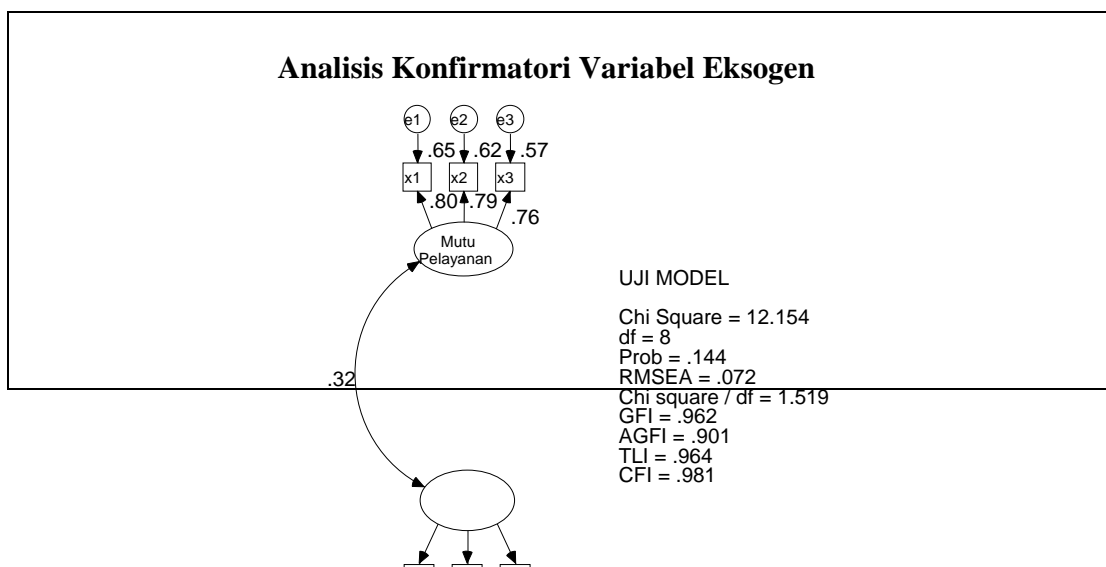 Analisis Konfirmatori Variabel Eksogen
e1 e2 e3
.65 .62 .57
x1 x2 x3
.80 .79 .76
Mutu
Pelayanan
UJI MODEL
Chi Square = 12.154
df = 8
Prob = .144
RMSEA = .072
.32
Chi square / df = 1.519
GFI = .962
AGFI = .901
TLI = .964
CFI = .981